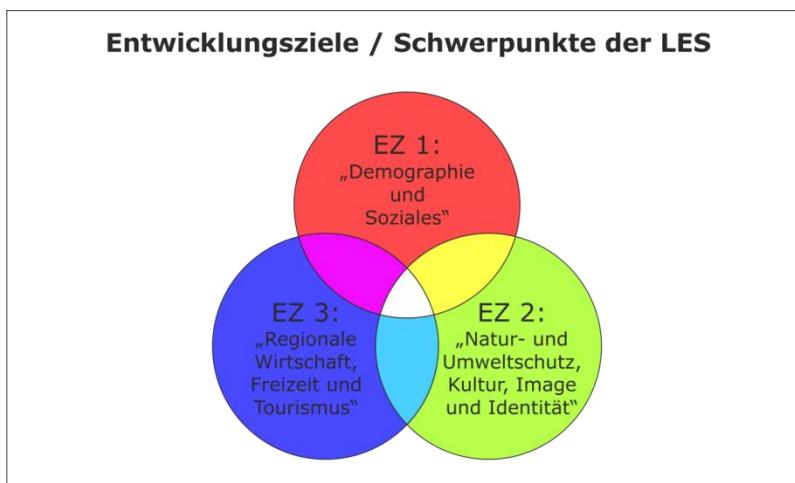 Entwicklungsziele / Schwerpunkte der LES
EZ 1:
„Demographie
und
Soziales“
EZ 3:
„Regionale
Wirtschaft,
Freizeit und
Tourismus“
EZ 2:
„Natur- und
Umweltschutz,
Kultur, Image
und Identität“